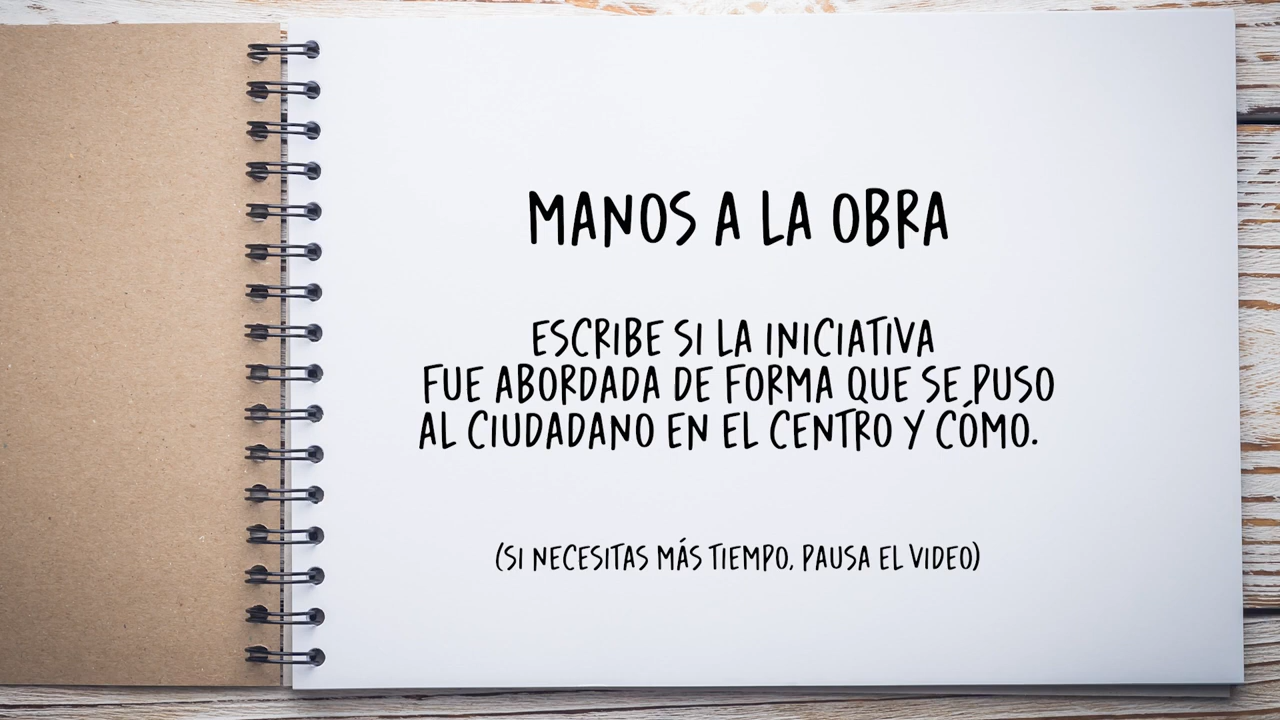 MANOS A LA OBRA
ESCRIBE SI LA INICIATIVA
FUE ABORDADA DE FORMA QUE SE PUSO
AL CIUDADANO EN EL CENTRO Y CÓMO.
(SI NECESITAS MÁS TIEMPO, PAUSA EL VIDEO)